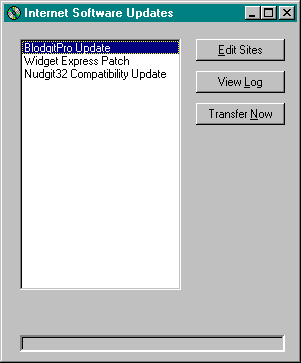 Internet Software Updates
BlodgitPro Update
Widget Express Patch
Nudgit32 Compatibility Update
Edit Sites
View Log
Transfer Now